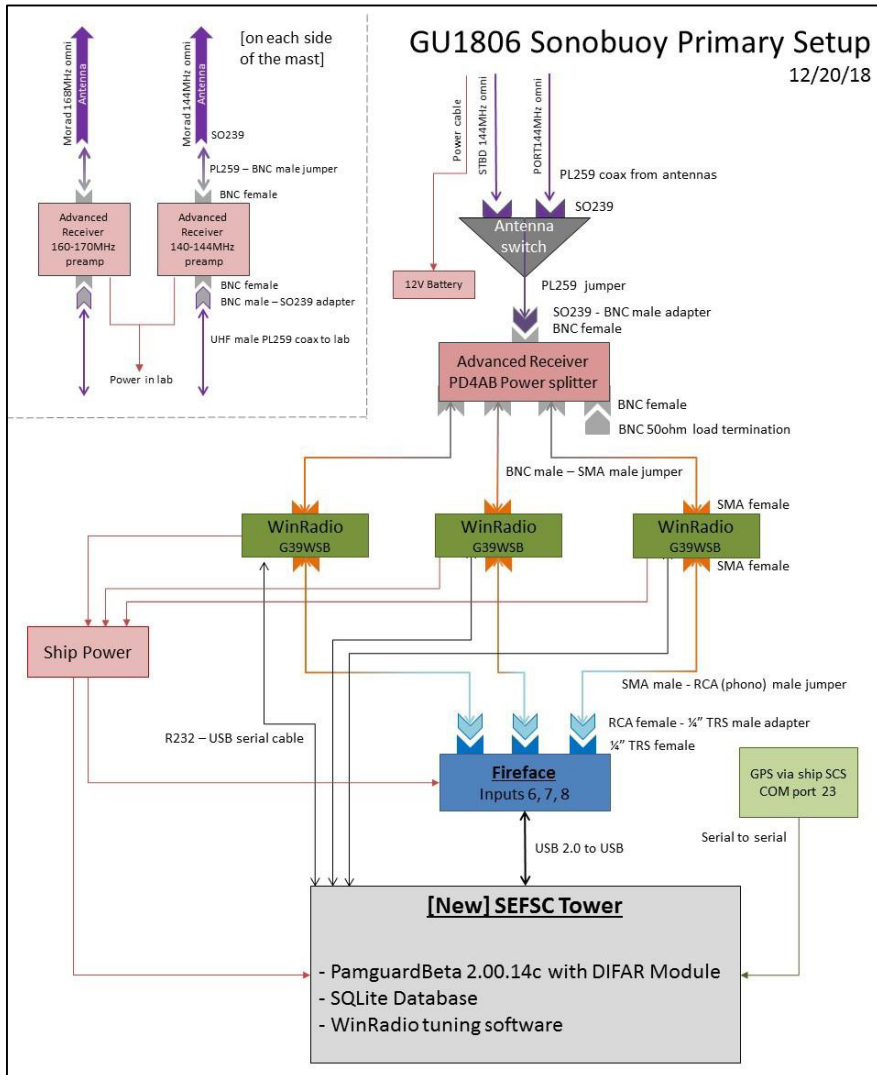 GU1806 Sonobuoy Primary Setup
12/20/18
[on each side
of the mast]
Morad 168MHz omni
Antenna
Morad 144MHz omni
Antenna
SO239
PL259 – BNC male jumper
BNC female
Advanced
Receiver
160-170MHz
preamp
Advanced
Receiver
140-144MHz
preamp
BNC female
BNC male – SO239 adapter
UHF male PL259 coax to lab
Power in lab
Power cable
STBD 144MHz omni
PORT144MHz omni
PL259 coax from antennas
SO239
Antenna
switch
12V Battery
PL259 jumper
SO239 - BNC male adapter
BNC female
Advanced Receiver
PD4AB Power splitter
BNC female
BNC 50ohm load termination
BNC male – SMA male jumper
SMA female
WinRadio
G39WSB
WinRadio
G39WSB
WinRadio
G39WSB
SMA female
Ship Power
SMA male - RCA (phono) male jumper
RCA female - ¼” TRS male adapter
¼” TRS female
R232 – USB serial cable
Fireface
Inputs 6, 7, 8
GPS via ship SCS
COM port 23
USB 2.0 to USB
Serial to serial
[New] SEFSC Tower
- PamguardBeta 2.00.14c with DIFAR Module
- SQLite Database
- WinRadio tuning software